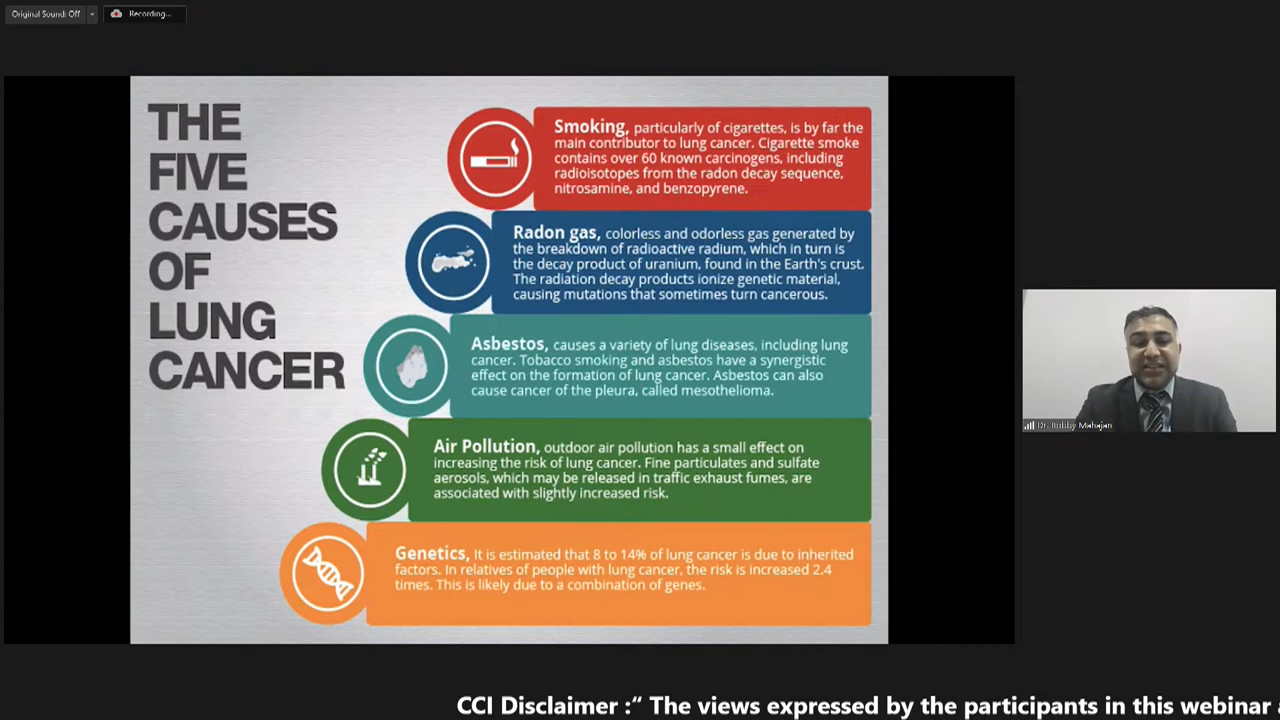 Original Sound: Off
Recording...
THE
FIVE
CAUSES
OF
LUNG
CANCER
Smoking, particularly of cigarettes, is by far the
main contributor to lung cancer. Cigarette smoke
contains over 60 known carcinogens, including
radioisotopes from the radon decay sequence,
nitrosamine, and benzopyrene.
Radon gas, colorless and odorless gas generated by
the breakdown of radioactive radium, which in turn is
the decay product of uranium, found in the Earth's crust.
The radiation decay products ionize genetic material,
causing mutations that sometimes turn cancerous.
Asbestos, causes a variety of lung diseases, including lung
cancer. Tobacco smoking and asbestos have a synergistic
effect on the formation of lung cancer. Asbestos can also
cause cancer of the pleura, called mesothelioma.
Air Pollution, outdoor air pollution has a small effect on
increasing the risk of lung cancer. Fine particulates and sulfate
aerosols, which may be released in traffic exhaust fumes, are
associated with slightly increased risk.
Genetics, It is estimated that 8 to 14% of lung cancer is due to inherited
factors. In relatives of people with lung cancer, the risk is increased 2.4
times. This is likely due to a combination of genes.
Dr. Bobby Mahajan
CCI Disclaimer :“ The views expressed by the participants in this webinar